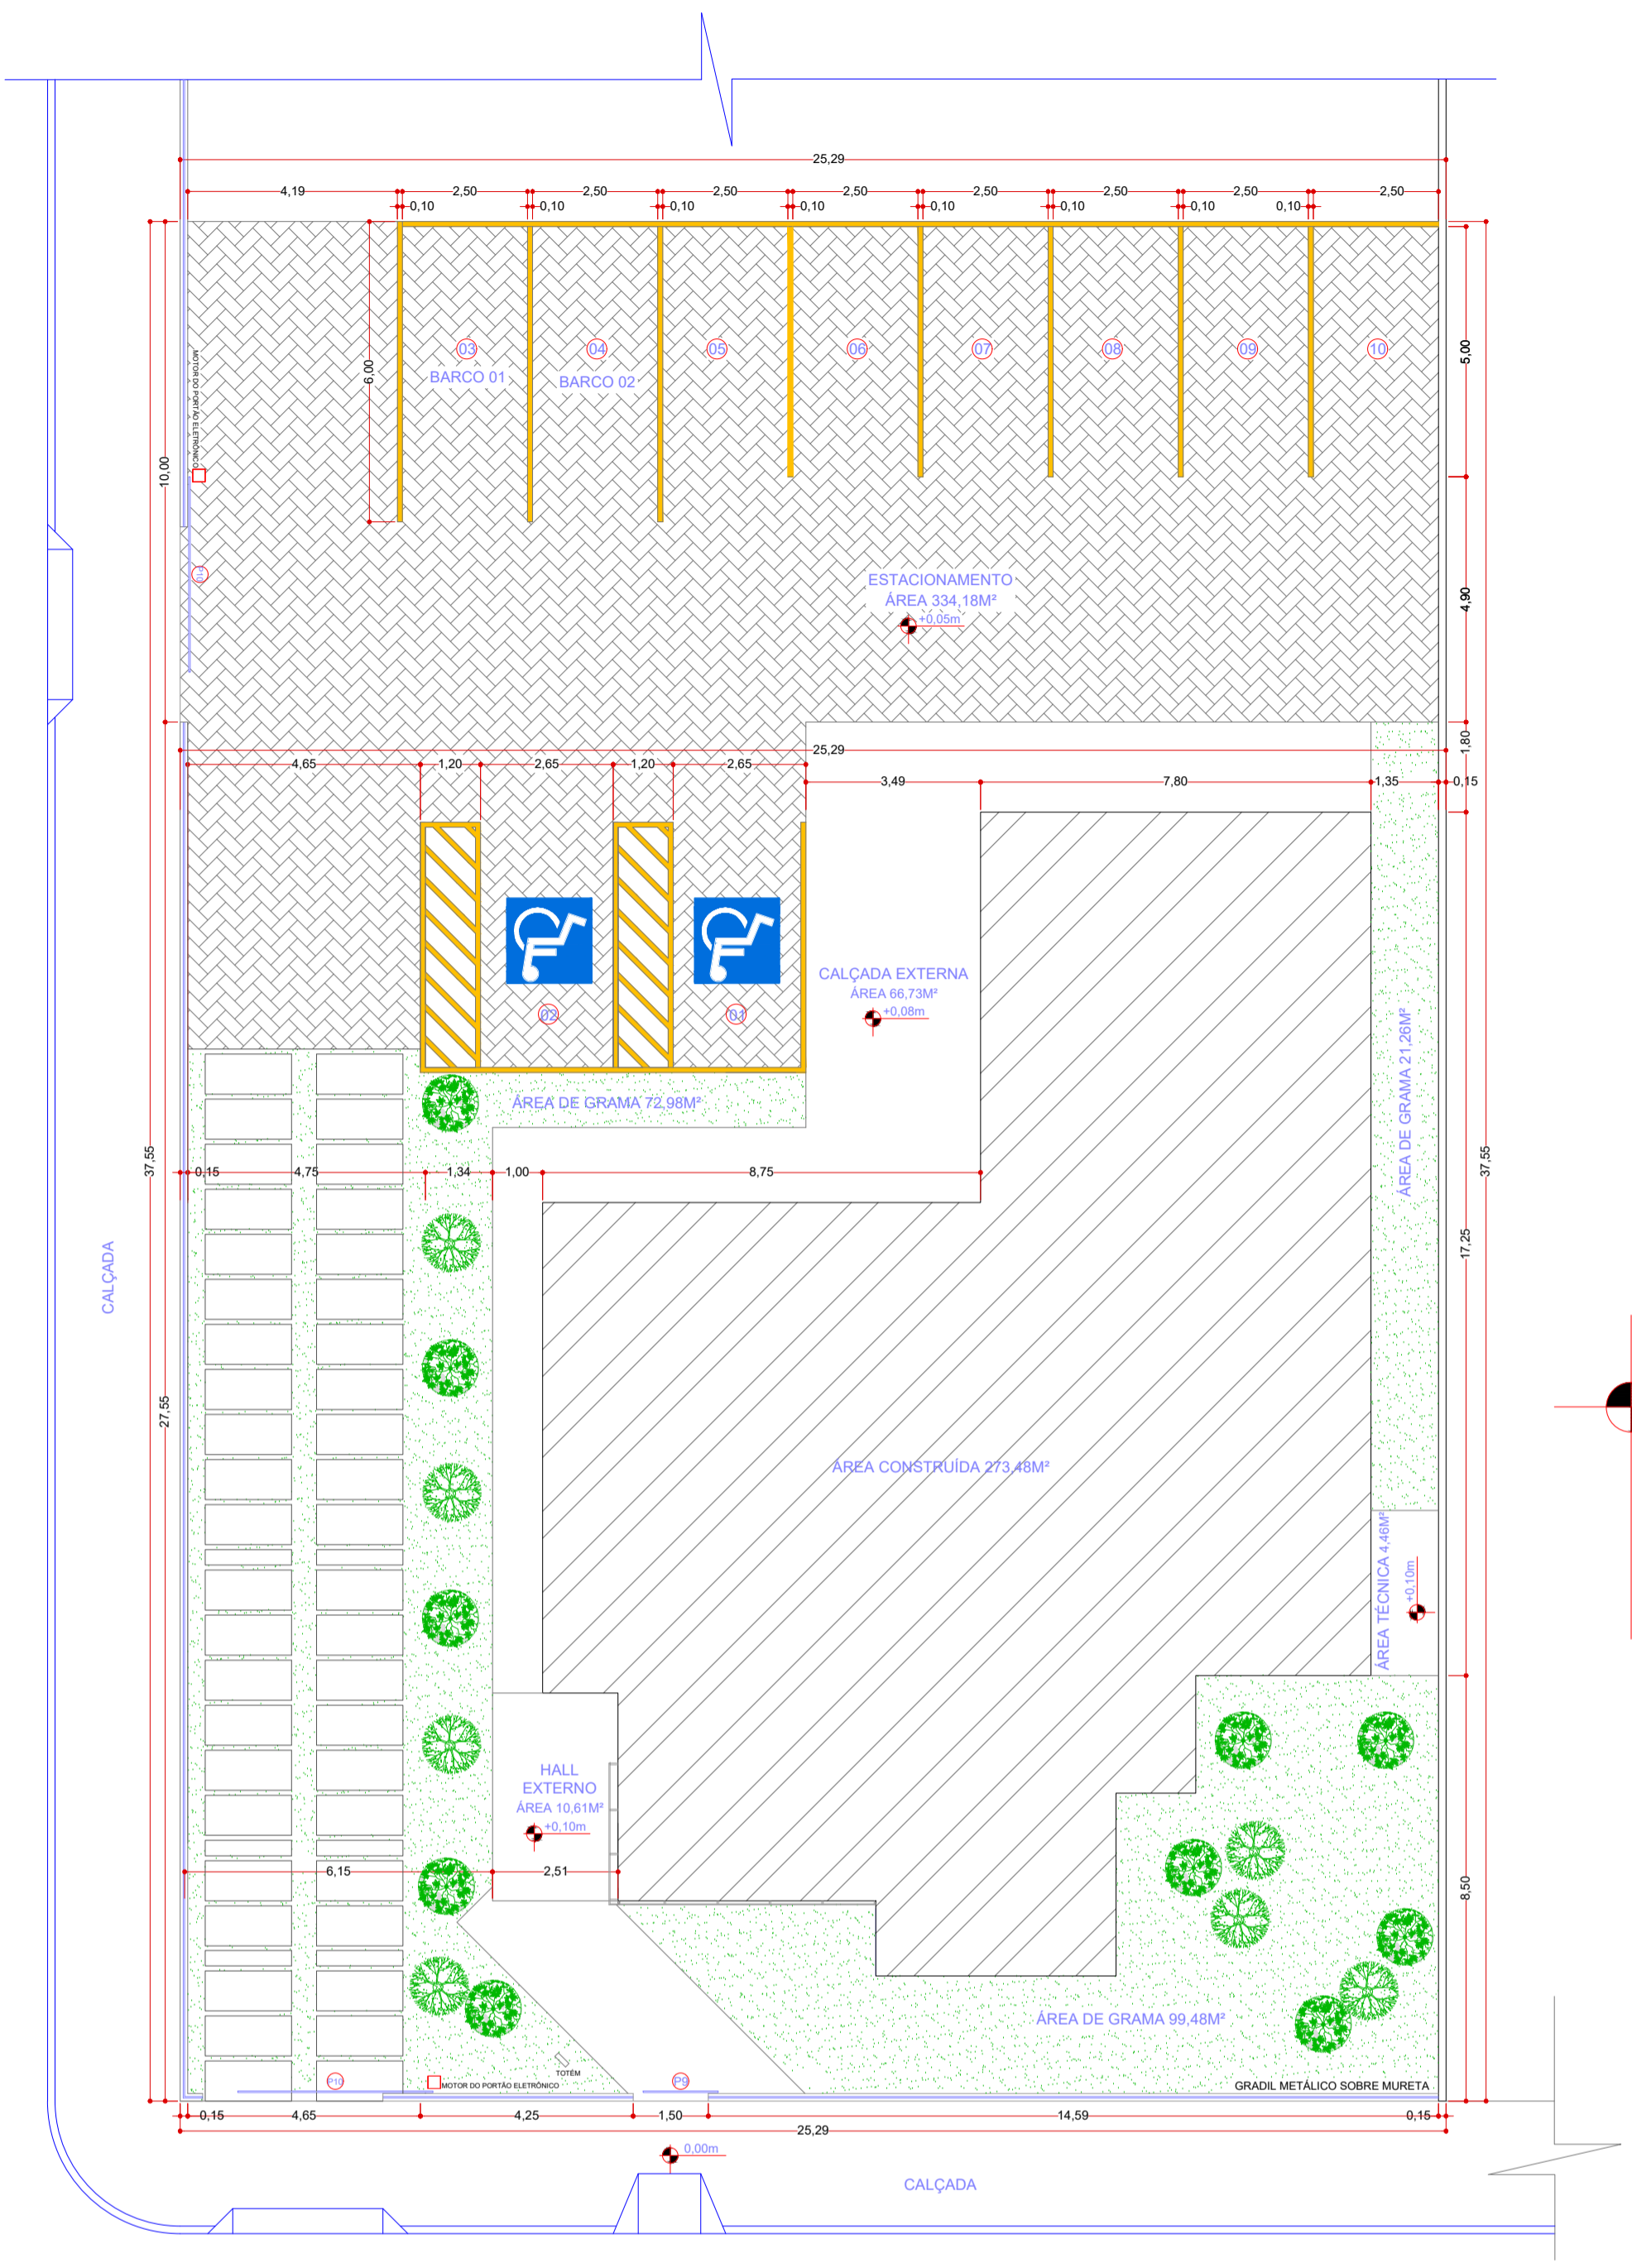 25,29
4,19
2,50
2,50
2,50
2,50
2,50
2,50
2,50
2,50
0,10
0,10
0,10
0,10
0,10
0,10
0,10
0,10
MOTOR DO PORTÃO ELETRÔNICO
6,00
03
BARCO 01
04
BARCO 02
05
06
07
08
09
10
5,00
10,00
P10
ESTACIONAMENTO
ÁREA 334,18M²
+0,05m
4,90
25,29
1,80
4,65
1,20
2,65
1,20
2,65
3,49
7,80
1,35
0,15
02
01
CALÇADA EXTERNA
ÁREA 66,73M²
+0,08m
ÁREA DE GRAMA 21,26M²
ÁREA DE GRAMA 72,98M²
37,55
0,15
4,75
1,34
1,00
8,75
37,55
17,25
CALÇADA
27,55
ÁREA CONSTRUÍDA 273,48M²
ÁREA TÉCNICA 4,46M²
+0,10m
HALL
EXTERNO
ÁREA 10,61M²
+0,10m
6,15
2,51
8,50
ÁREA DE GRAMA 99,48M²
TOTÉM
P10
MOTOR DO PORTÃO ELETRÔNICO
P9
GRADIL METÁLICO SOBRE MURETA
0,15
4,65
4,25
1,50
14,59
0,15
25,29
0,00m
CALÇADA